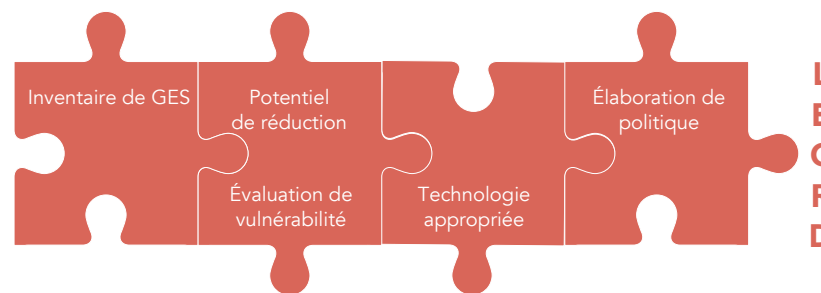 Inventaire de GES
Potentiel
de réduction
Évaluation de
vulnérabilité
Technologie
appropriée
Élaboration de
politique